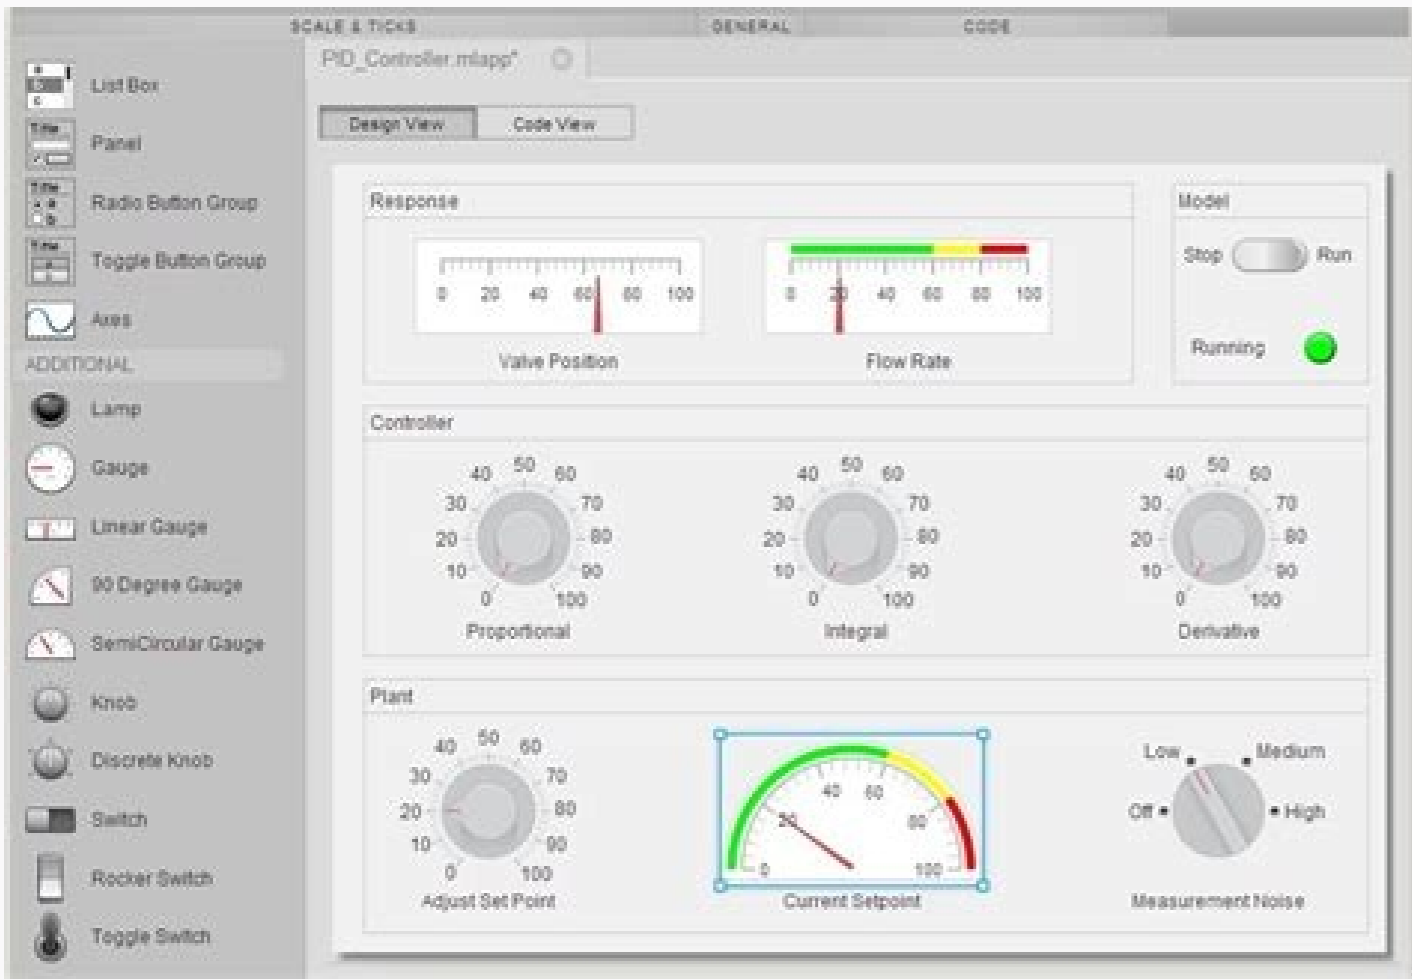 SCALE & TICKS GENERAL CODE
PID_Controller.mlapp*
Design View Code View
a
b
c
List Box
Title
Panel
Title
a
b
Radio Button Group
Title
Toggle Button Group
Axes
ADDITIONAL
Lamp
Gauge
Linear Gauge
90 Degree Gauge
SemiCircular Gauge
Knob
Discrete Knob
Switch
Rocker Switch
Toggle Switch
Response
0 20 40 60 80 100
Valve Position
0 20 40 60 80 100
Flow Rate
Model
Stop Run
Running
Controller
0 10 20 30 40 50 60 70 80 90 100
Proportional
0 10 20 30 40 50 60 70 80 90 100
Integral
0 10 20 30 40 50 60 70 80 90 100
Derivative
Plant
0 10 20 30 40 50 60 70 80 90 100
Adjust Set Point
0 20 40 60 80 100
Current Setpoint
Off Low Medium High
Measurement Noise